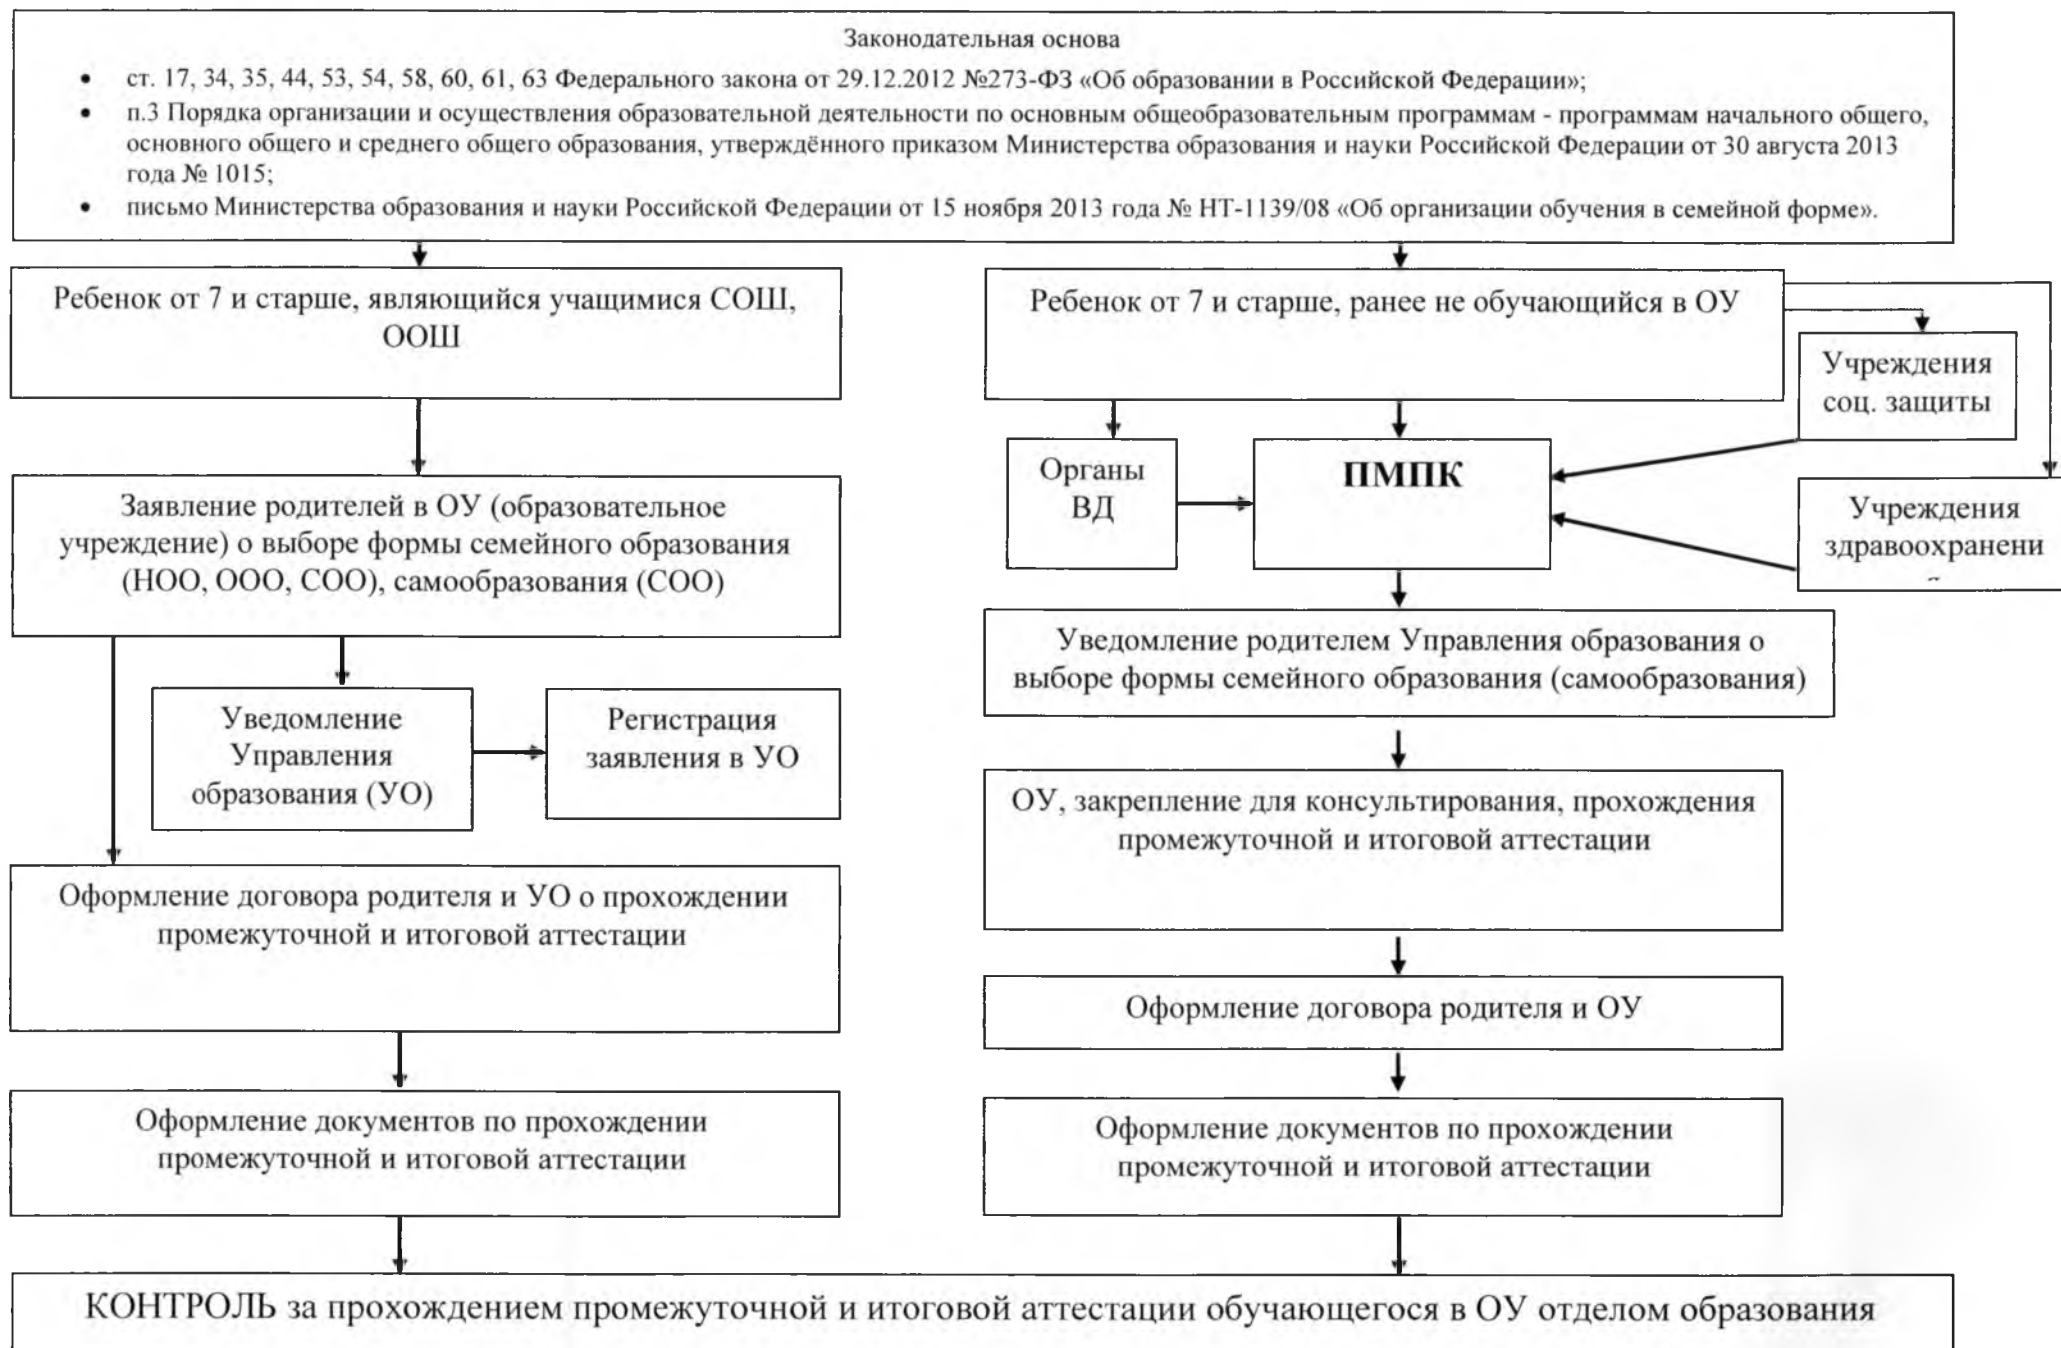 Законодательная основа
• ст. 17, 34, 35, 44, 53, 54, 58, 60, 61, 63 Федерального закона от 29.12.2012 №273-ФЗ «Об образовании в Российской Федерации»;
• п.3 Порядка организации и осуществления образовательной деятельности по основным общеобразовательным программам - программам начального общего,
основного общего и среднего общего образования, утверждённого приказом Министерства образования и науки Российской Федерации от 30 августа 2013
года № 1015;
• письмо Министерства образования и науки Российской Федерации от 15 ноября 2013 года № НТ-1139/08 «Об организации обучения в семейной форме».
Ребенок от 7 и старше, являющийся учащимися СОШ,
ООШ
Заявление родителей в ОУ (образовательное
учреждение) о выборе формы семейного образования
(НОО, ООО, СОО), самообразования (СОО)
Уведомление
Управления
образования (УО)
Регистрация
заявления в УО
Оформление договора родителя и УО о прохождении
промежуточной и итоговой аттестации
Оформление документов по прохождении
промежуточной и итоговой аттестации
Ребенок от 7 и старше, ранее не обучающийся в ОУ
Учреждения
соц. защиты
Органы
ВД
ПМПК
Учреждения
здравоохранени
Уведомление родителем Управления образования о
выборе формы семейного образования (самообразования)
ОУ, закрепление для консультирования, прохождения
промежуточной и итоговой аттестации
Оформление договора родителя и ОУ
Оформление документов по прохождении
промежуточной и итоговой аттестации
КОНТРОЛЬ за прохождением промежуточной и итоговой аттестации обучающегося в ОУ отделом образования